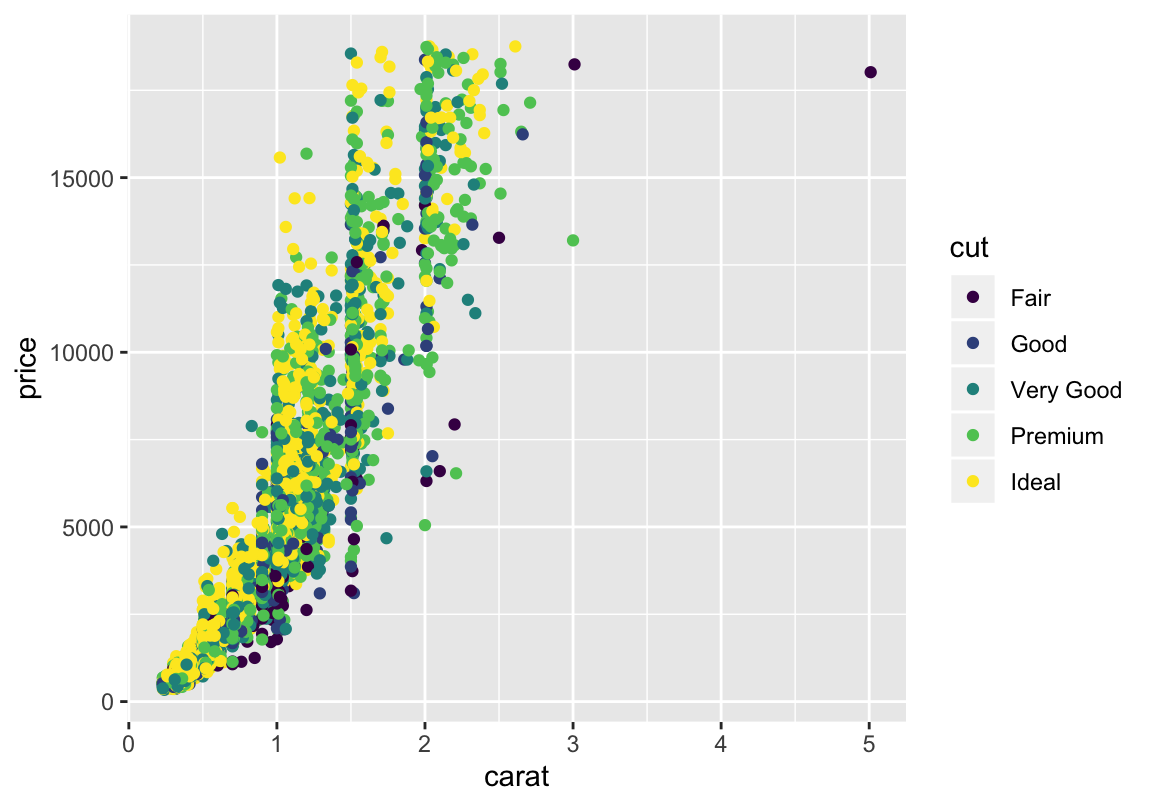 price
15000
10000
5000
0
0 1 2 3 4 5
carat
cut
Fair
Good
Very Good
Premium
Ideal